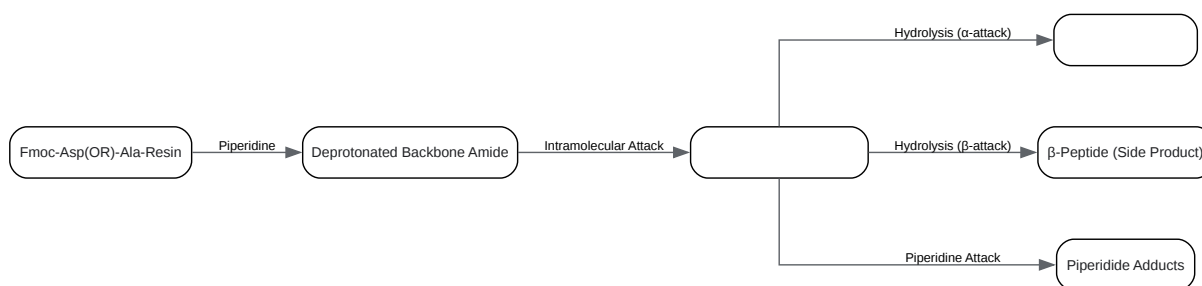 Hydrolysis (α-attack)
Fmoc-Asp(OR)-Ala-Resin
Piperidine
Deprotonated Backbone Amide
Intramolecular Attack
Hydrolysis (β-attack)
β-Peptide (Side Product)
Piperidine Attack
Piperidide Adducts